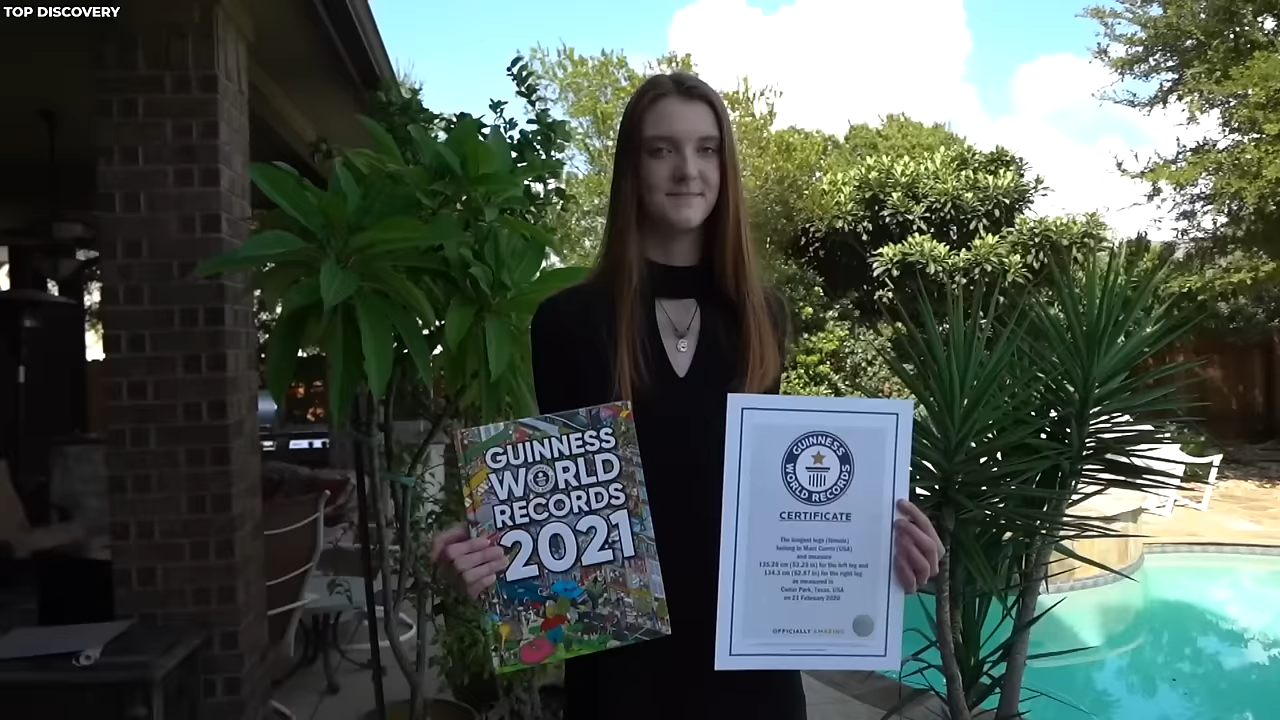 TOP DISCOVERY
GUINNESS
WORLD
RECORDS
2021
GUINNESS
WORLD RECORDS
CERTIFICATE
The longest legs (female)
belong to Maci Currin (USA)
and measure
135.26 cm (53.25 in) for the left leg and
134.3 cm (52.87 in) for the right leg
as measured in
Cedar Park, Texas, USA
on 21 February 2020
OFFICIALLY AMAZING